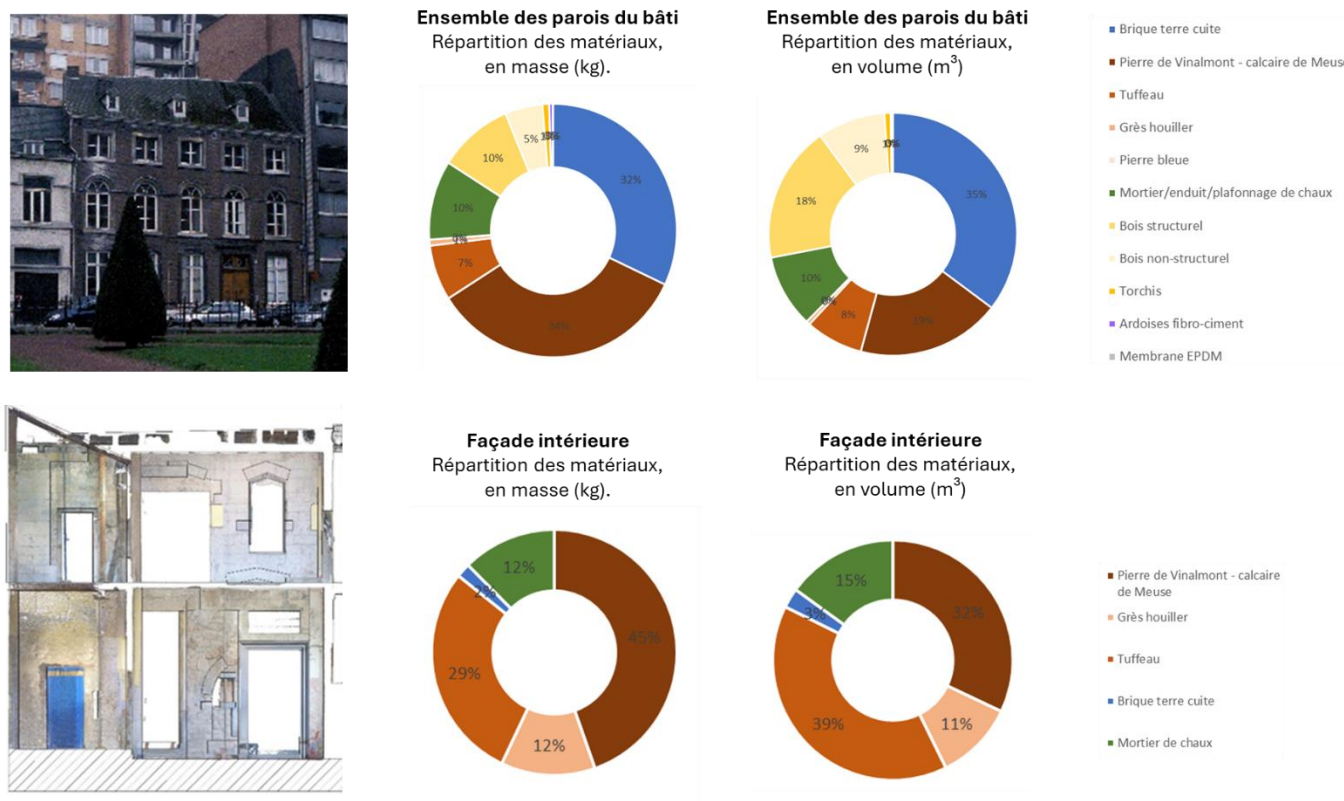 Ensemble des parois du bâti
Répartition des matériaux,
en masse (kg).
32%
34%
7%
10%
10%
5%
Ensemble des parois du bâti
Répartition des matériaux,
en volume (m³)
35%
19%
8%
10%
18%
9%
Brique terre cuite
Pierre de Vinalmont - calcaire de Meuse
Tuffeau
Grès houiller
Pierre bleue
Mortier/enduit/plafonnage de chaux
Bois structurel
Bois non-structurel
Torchis
Ardoises fibro-ciment
Membrane EPDM
Façade intérieure
Répartition des matériaux,
en masse (kg).
45%
12%
29%
2%
12%
Façade intérieure
Répartition des matériaux,
en volume (m³)
32%
11%
39%
3%
15%
Pierre de Vinalmont - calcaire
de Meuse
Grès houiller
Tuffeau
Brique terre cuite
Mortier de chaux